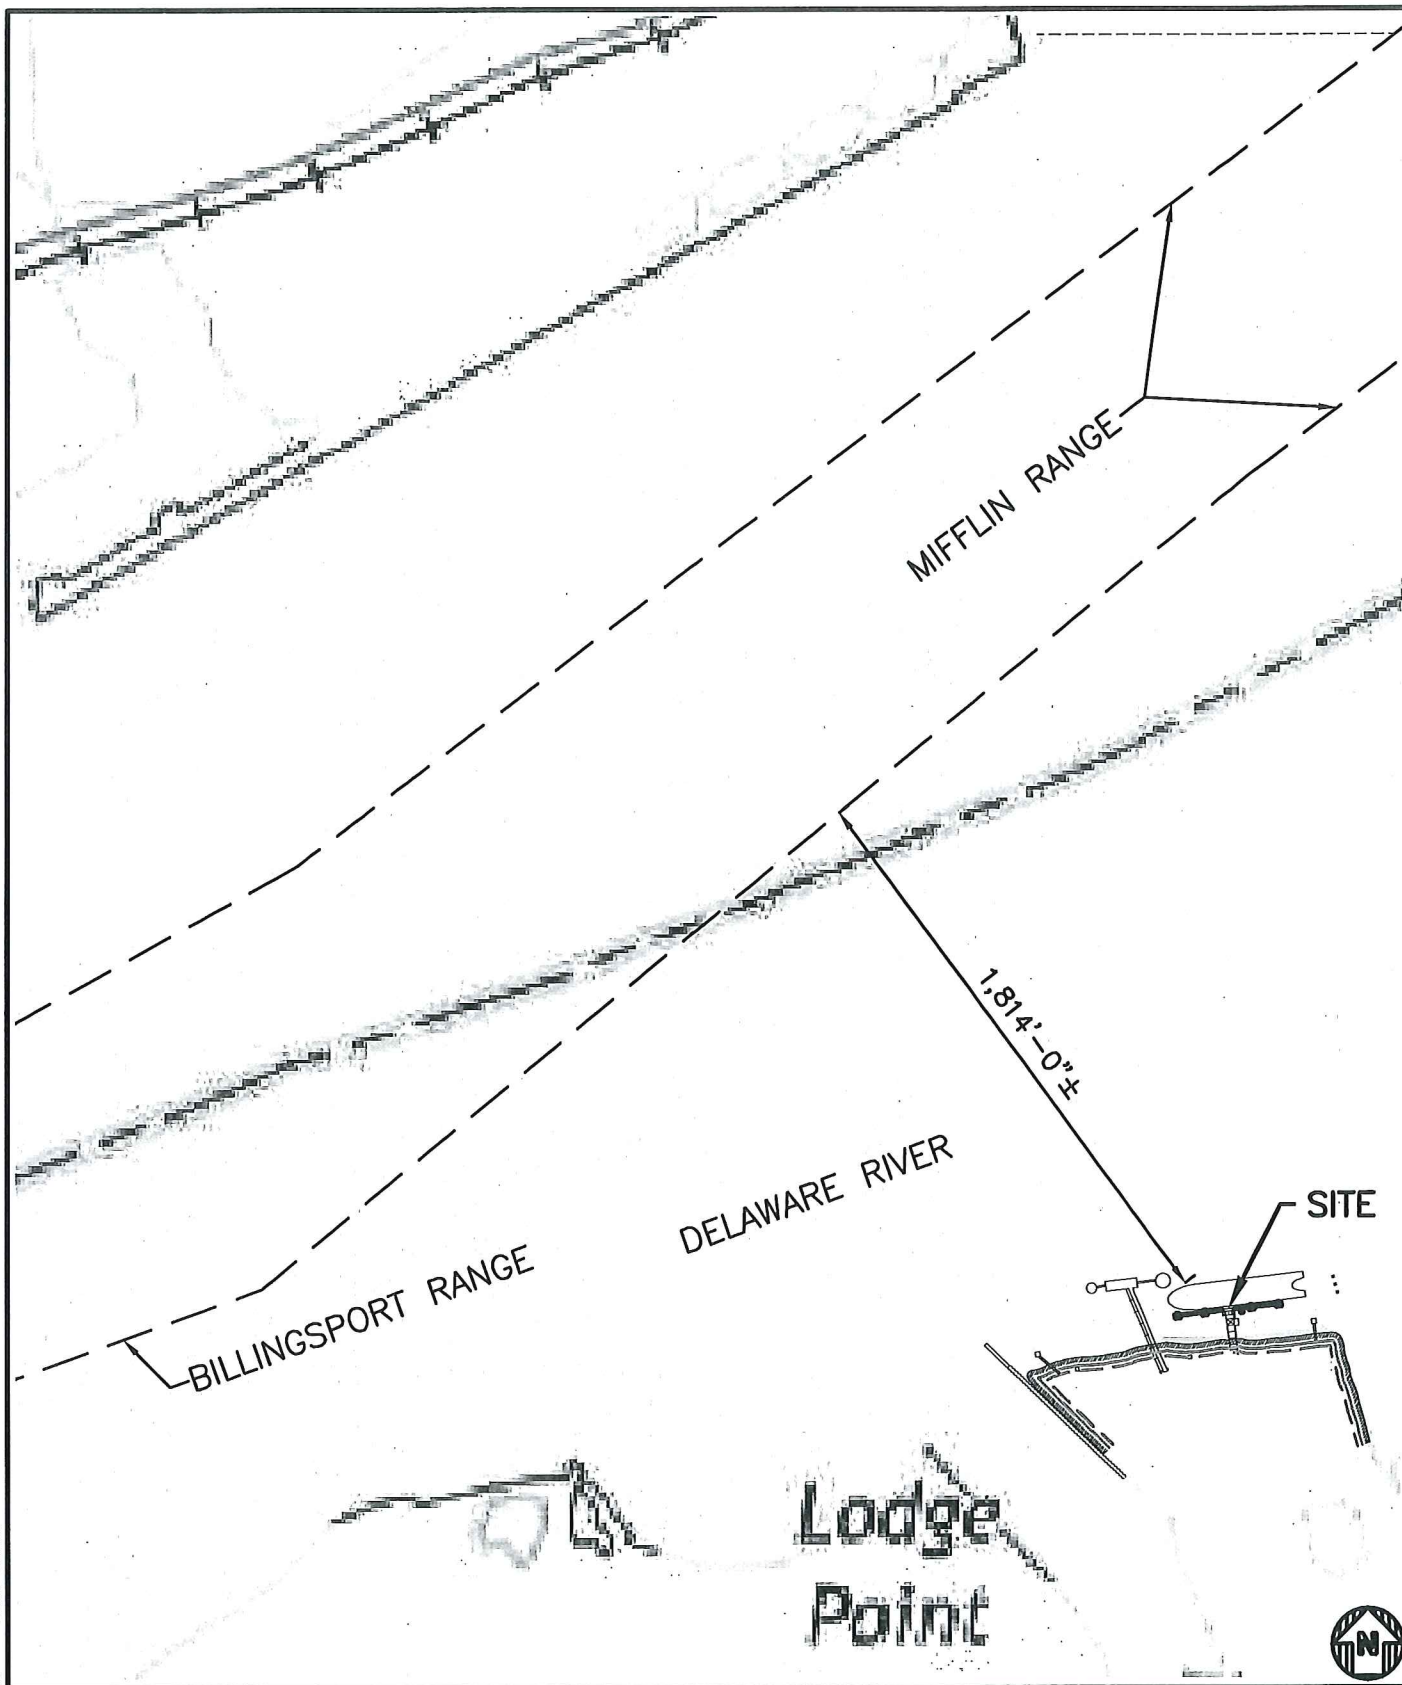 MIFFLIN RANGE
1,814'-0"±
DELAWARE RIVER
SITE
BILLINGSPORT RANGE
Lodge
Point
N